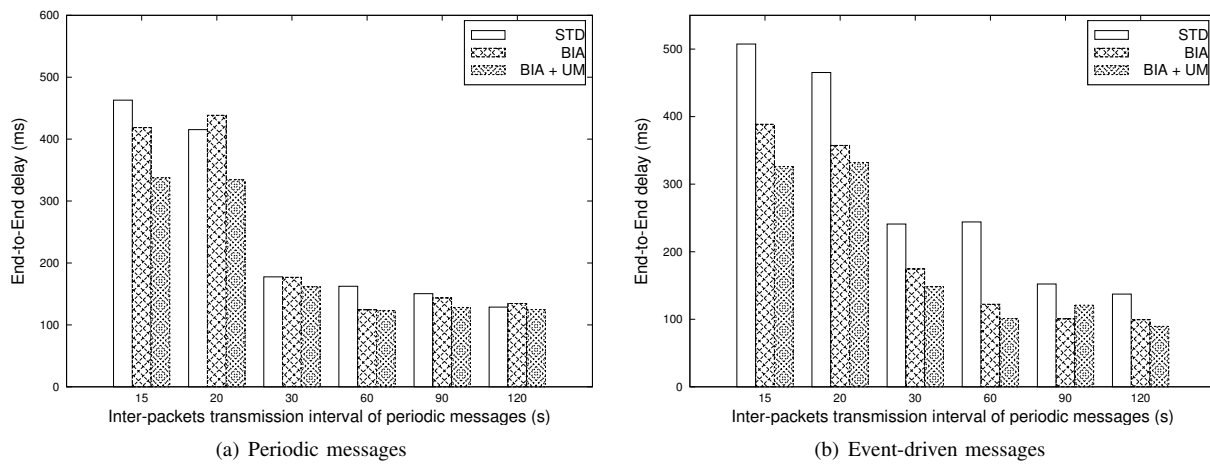 600
500
400
300
200
100
0
End-to-End delay (ms)
STD
BIA
BIA + UM
15 20 30 60 90 120
Inter-packets transmission interval of periodic messages (s)
(a) Periodic messages
500
400
300
200
100
0
End-to-End delay (ms)
STD
BIA
BIA + UM
15 20 30 60 90 120
Inter-packets transmission interval of periodic messages (s)
(b) Event-driven messages